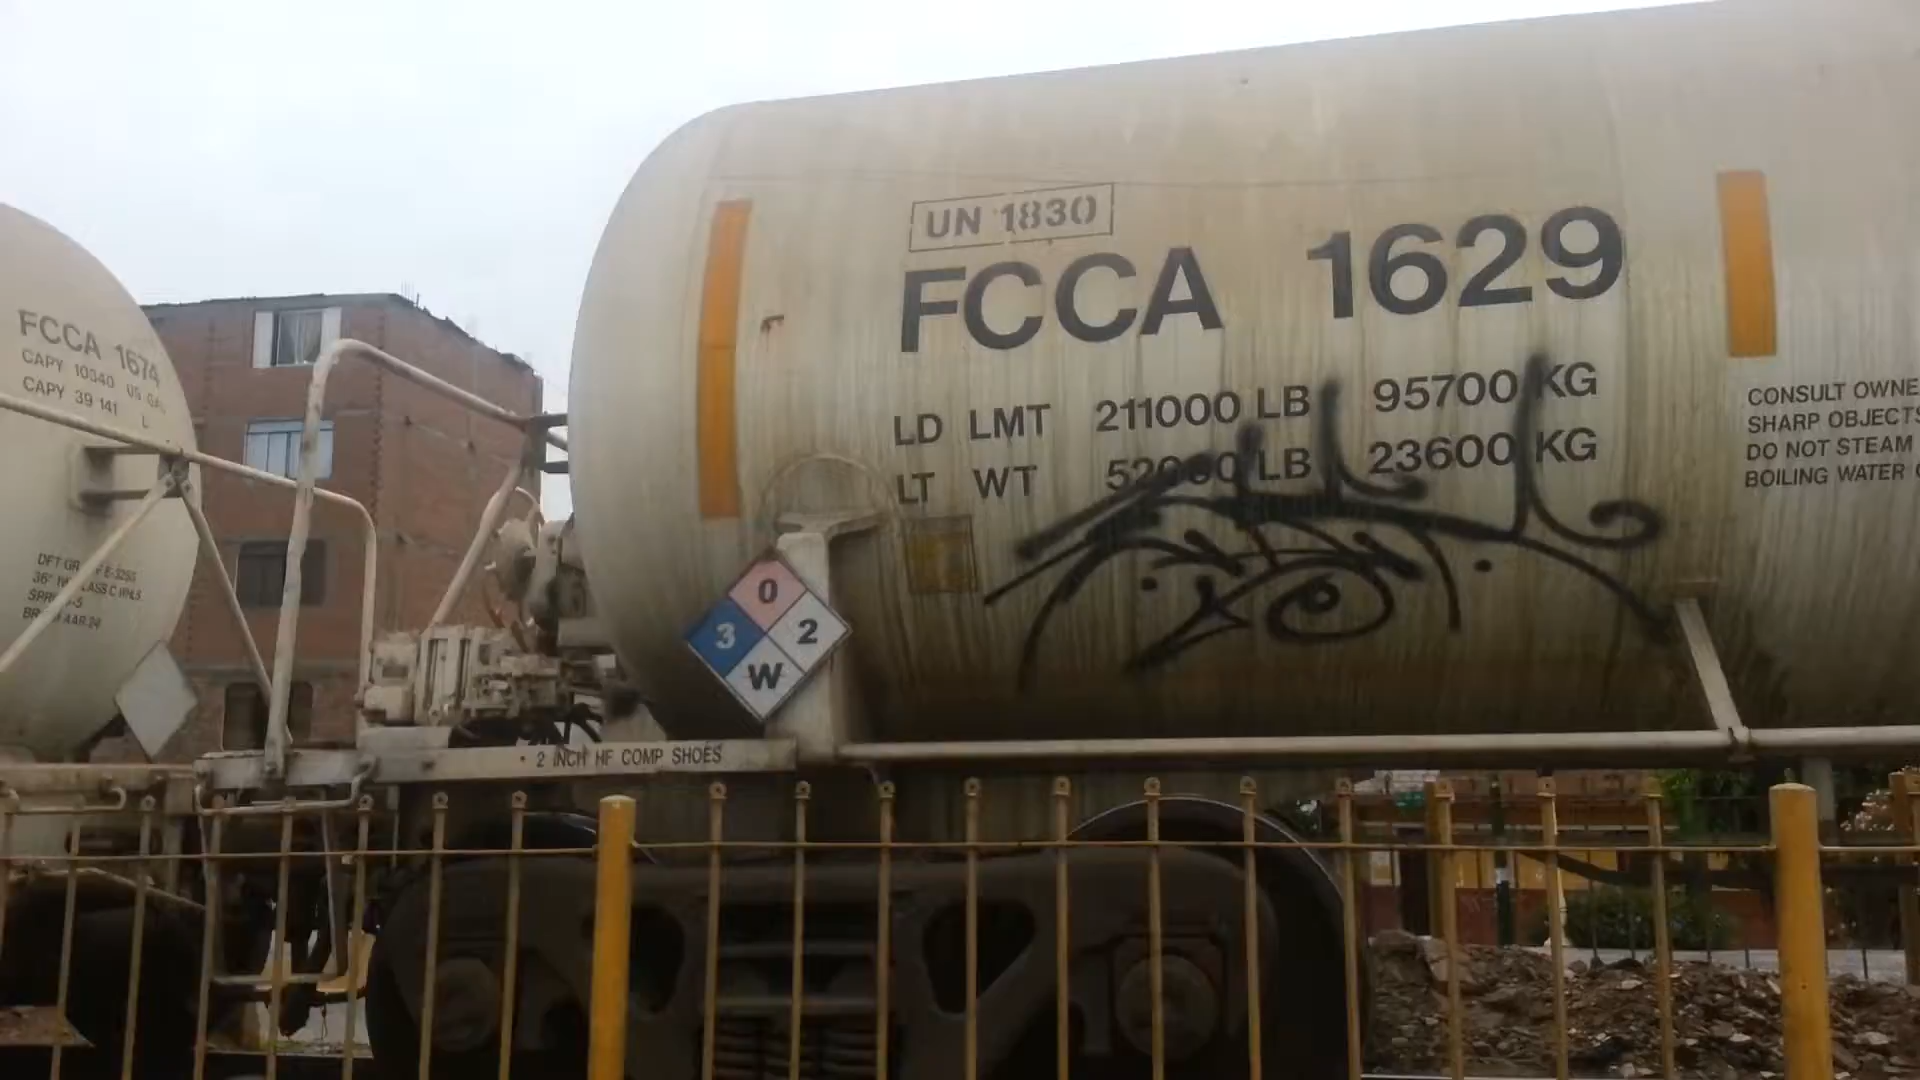 FCCA 1674
CAPY 10340 US GAL
CAPY 39 141 L
36"
UN 1830
FCCA 1629
LD LMT 211000 LB 95700 KG
LT WT 52000 LB 23600 KG
0
3 2
W
2 INCH HF COMP SHOES
CONSULT OWNE
SHARP OBJECTS
DO NOT STEAM
BOILING WATER